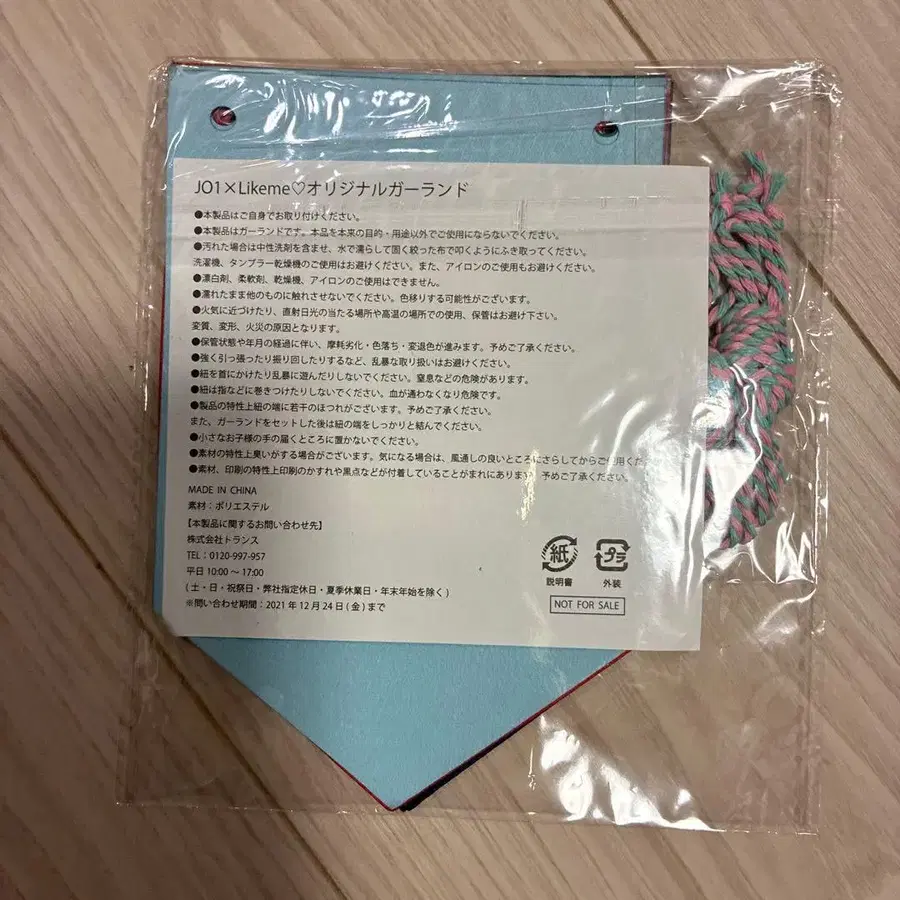 JO1×Likeme♡オリジナルガーランド
●本製品はご自身でお取り付けください。
●本製品はガーランドです。本品を本来の目的・用途以外でご使用にならないでください。
●汚れた場合は中性洗剤を含ませ、水で濡らして固く絞った布で叩くようにふき取ってください。
洗濯機、タンブラー乾燥機のご使用はお避けください。また、アイロンのご使用もお避けください。
●漂白剤、柔軟剤、乾燥機、アイロンのご使用はできません。
●濡れたまま他のものに触れさせないでください。色移りする可能性がございます。
●火気に近づけたり、直射日光の当たる場所や高温の場所での使用、保管はお避け下さい。
変質、変形、火災の原因となります。
●保管状態や年月の経過に伴い、摩耗劣化・色落ち・変退色が進みます。予めご了承ください。
●強く引っ張ったり振り回したりするなど、乱暴な取り扱いはお避けください。
●紐を首にかけたり乱暴に遊んだりしないでください。窒息などの危険があります。
●紐は指などに巻きつけたりしないでください。血が通わなくなり危険です。
●製品の特性上紐の端に若干のほつれがございます。予めご了承ください。
また、ガーランドをセットした後は紐の端をしっかりと結んでください。
●小さなお子様の手の届くところに置かないでください。
●素材の特性上臭いがする場合がございます。気になる場合は、風通しの良いところにさらしてからご使用くだ
●素材、印刷の特性上印刷のかすれや黒点などが付着していることがまれにあります。予めご了承ください。
MADE IN CHINA
素材：ポリエステル
【本製品に関するお問い合わせ先】
株式会社トランス
TEL：0120-997-957
平日 10:00 ～ 17:00
(土・日・祝祭日・弊社指定休日・夏季休業日・年末年始を除く)
※問い合わせ期間：2021 年 12 月 24 日 (金) まで
紙
説明書
プラ
外装
NOT FOR SALE